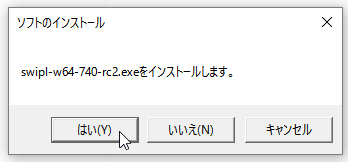 ソフトのインストール
swipl-w64-740-rc2.exeをインストールします。
はい(Y)
いいえ(N)
キャンセル